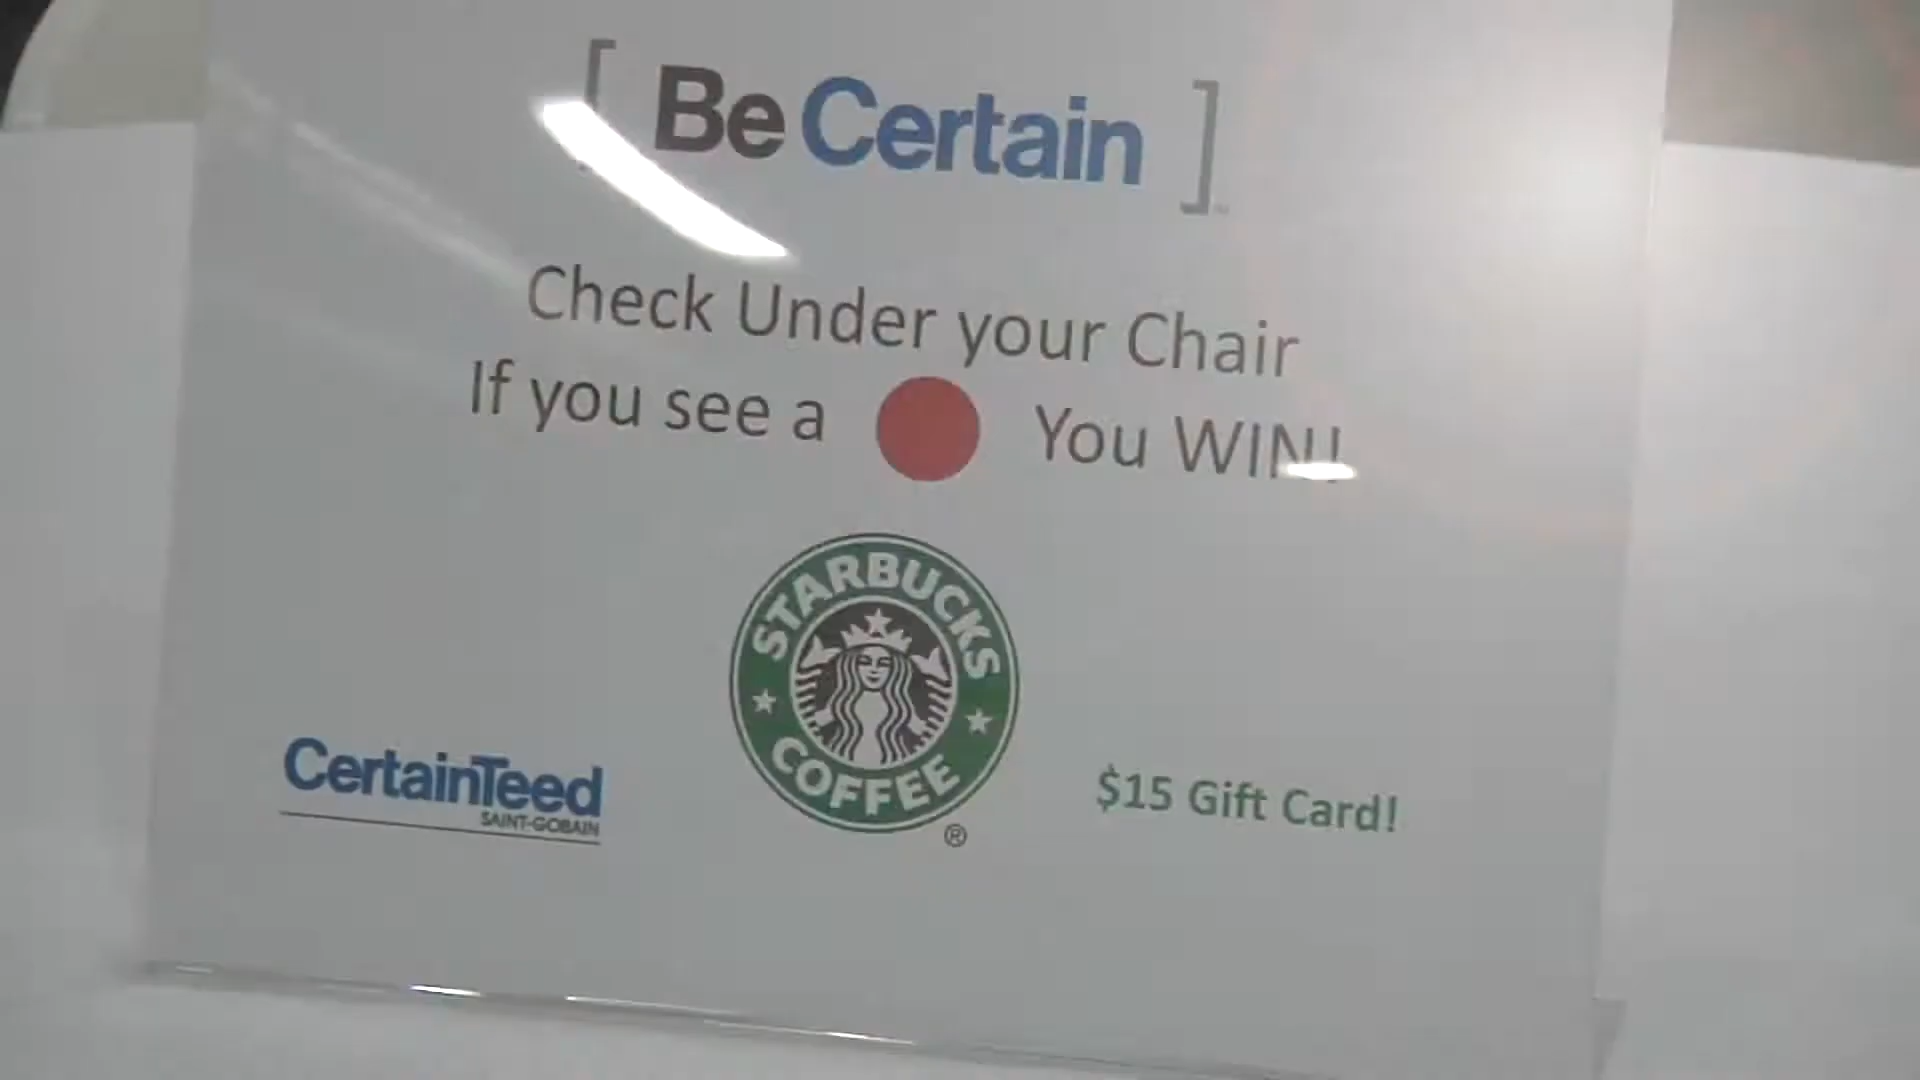 [ Be Certain ]
Check Under your Chair
If you see a You WIN!
STARBUCKS
COFFEE
®
CertainTeed
SAINT-GOBAIN
$15 Gift Card!